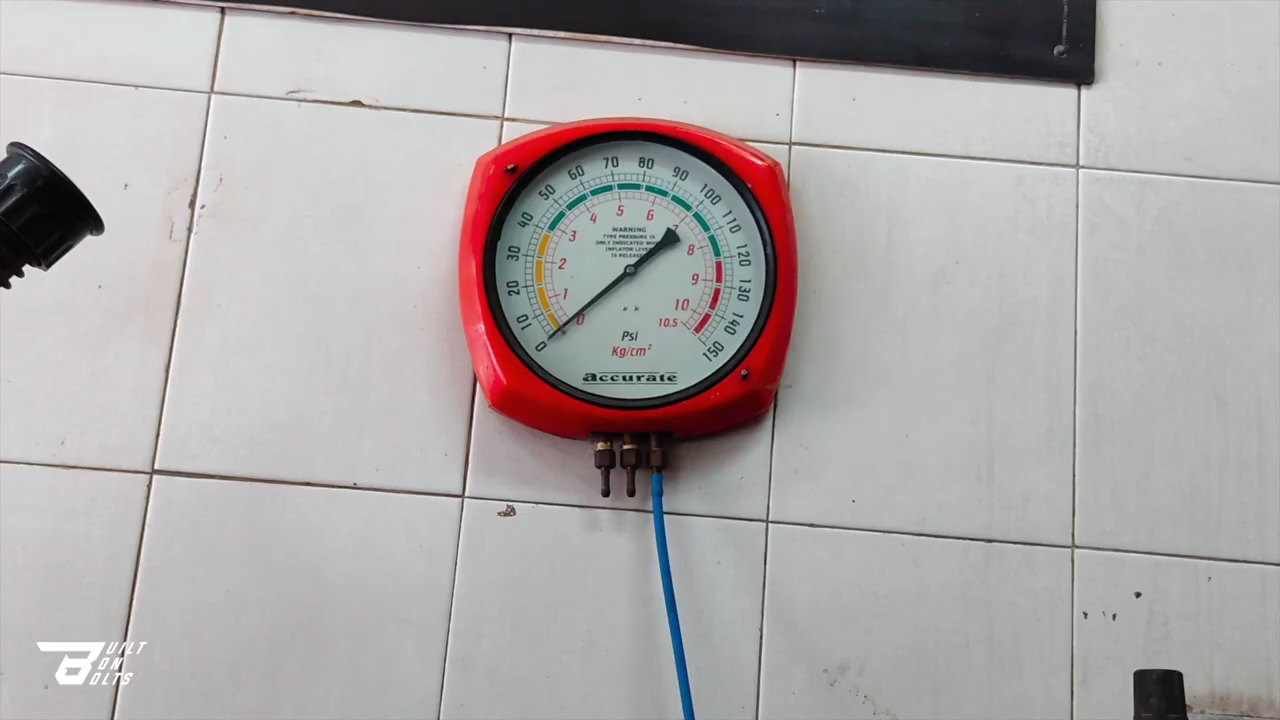 0 10 20 30 40 50 60 70 80 90 100 110 120 130 140 150
0 1 2 3 4 5 6 7 8 9 10 10.5
WARNING
TYPE PRESSURE IS
ONLY INDICATED WHEN
INFLATOR LEVER
IS RELEASED
Psi
Kg/cm²
accurate
BUILT
ON
BOLTS